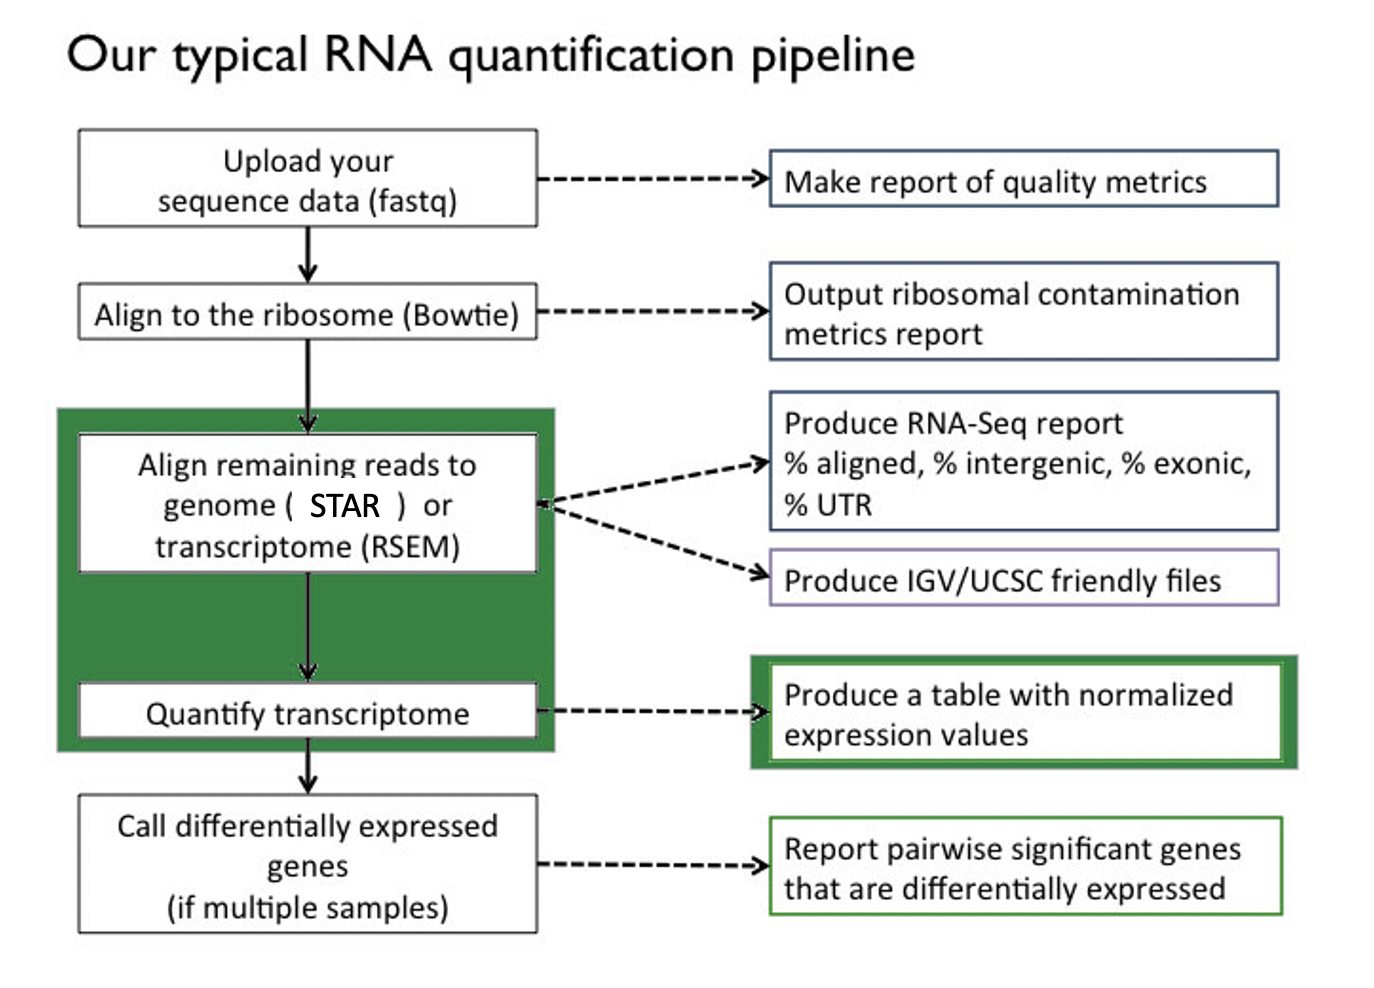 Our typical RNA quantification pipeline
Upload your
sequence data (fastq)
Make report of quality metrics
Align to the ribosome (Bowtie)
Output ribosomal contamination
metrics report
Align remaining reads to
genome ( STAR ) or
transcriptome (RSEM)
Produce RNA-Seq report
% aligned, % intergenic, % exonic,
% UTR
Produce IGV/UCSC friendly files
Quantify transcriptome
Produce a table with normalized
expression values
Call differentially expressed
genes
(if multiple samples)
Report pairwise significant genes
that are differentially expressed